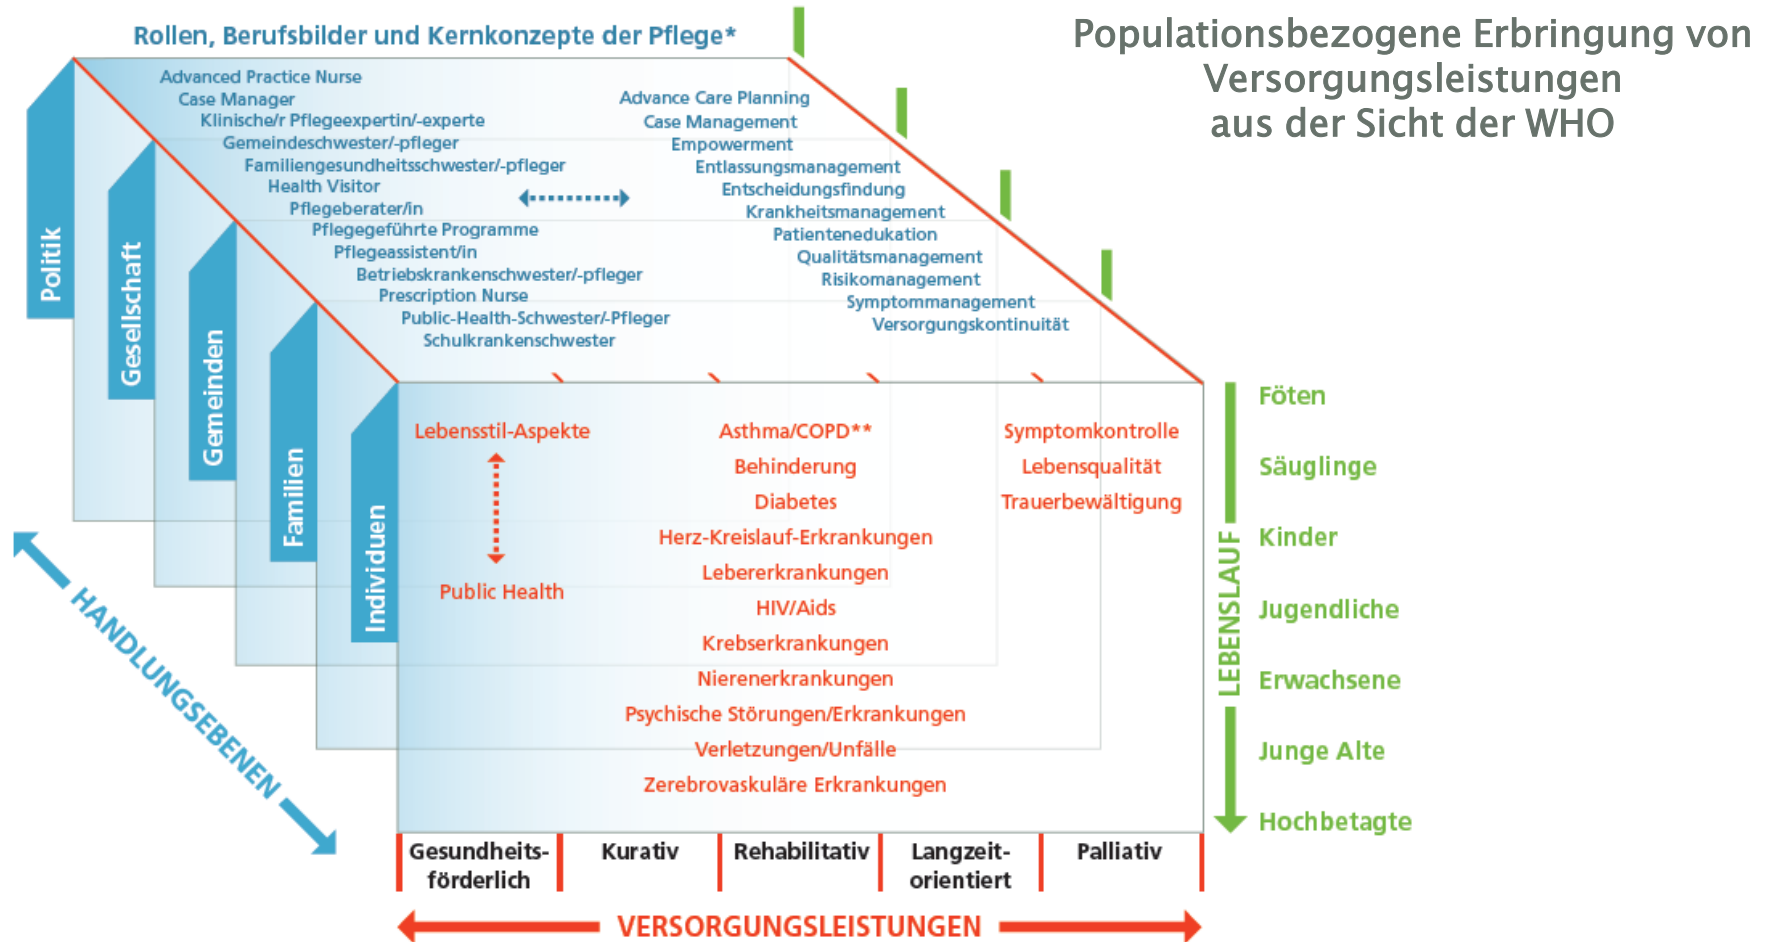 Populationsbezogene Erbringung von
Versorgungsleistungen
aus der Sicht der WHO
Rollen, Berufsbilder und Kernkonzepte der Pflege*
Advanced Practice Nurse
Case Manager
Klinische/r Pflegeexpertin/-experte
Gemeindeschwester/-pfleger
Familiengesundheitsschwester/-pfleger
Health Visitor
Pflegeberater/in
Pflegegeführte Programme
Pflegeassistent/in
Betriebskrankenschwester/-pfleger
Prescription Nurse
Public-Health-Schwester/-Pfleger
Schulkrankenschwester
Advance Care Planning
Case Management
Empowerment
Entlassungsmanagement
Entscheidungsfindung
Krankheitsmanagement
Patientenedukation
Qualitätsmanagement
Risikomanagement
Symptommanagement
Versorgungskontinuität
Politik
Gesellschaft
Gemeinden
Familien
Individuen
HANDLUNGSEBENEN
Lebensstil-Aspekte
Public Health
Asthma/COPD**
Behinderung
Diabetes
Herz-Kreislauf-Erkrankungen
Lebererkrankungen
HIV/Aids
Krebserkrankungen
Nierenerkrankungen
Psychische Störungen/Erkrankungen
Verletzungen/Unfälle
Zerebrovaskuläre Erkrankungen
Symptomkontrolle
Lebensqualität
Trauerbewältigung
LEBENSLAUF
Föten
Säuglinge
Kinder
Jugendliche
Erwachsene
Junge Alte
Hochbetagte
Gesundheits-
förderlich
Kurativ
Rehabilitativ
Langzeit-
orientiert
Palliativ
VERSORGUNGSLEISTUNGEN